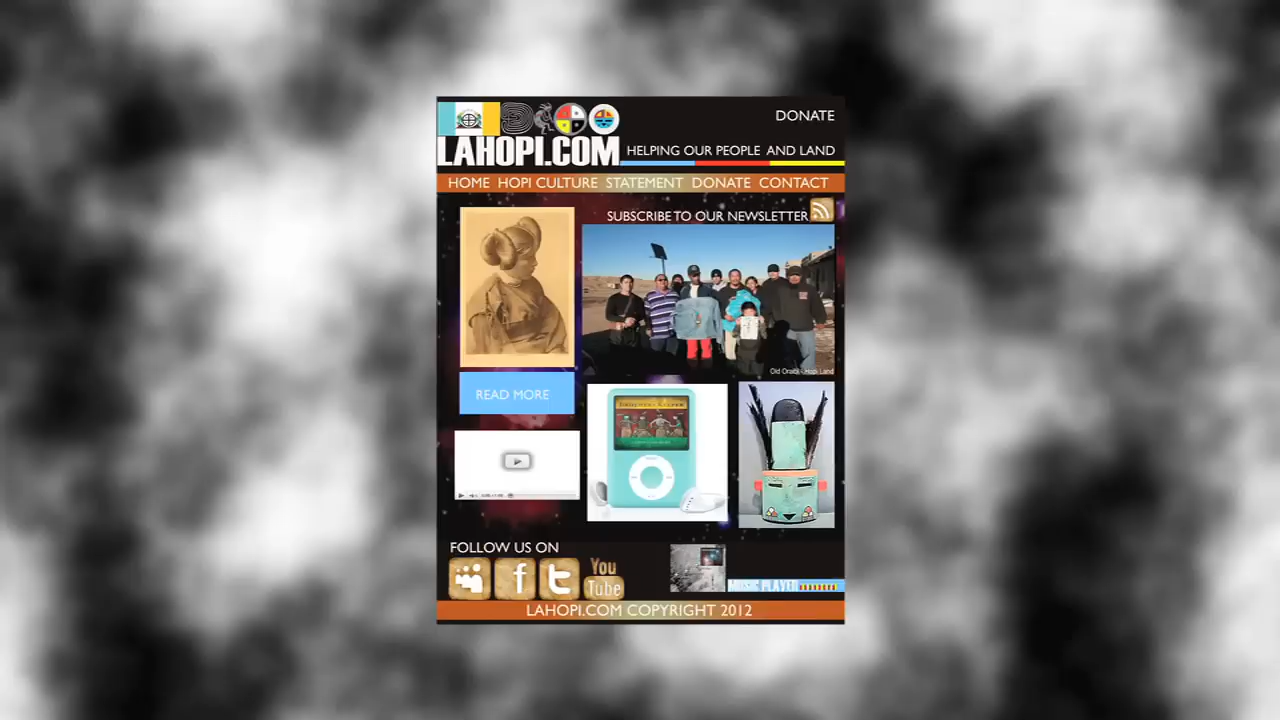 DONATE
LAHOPI.COM
HELPING OUR PEOPLE AND LAND
HOME HOPI CULTURE STATEMENT DONATE CONTACT
SUBSCRIBE TO OUR NEWSLETTER
Old Oraibi - Hopi Land
READ MORE
FOLLOW US ON
You
Tube
MUSIC PLAYER
LAHOPI.COM COPYRIGHT 2012